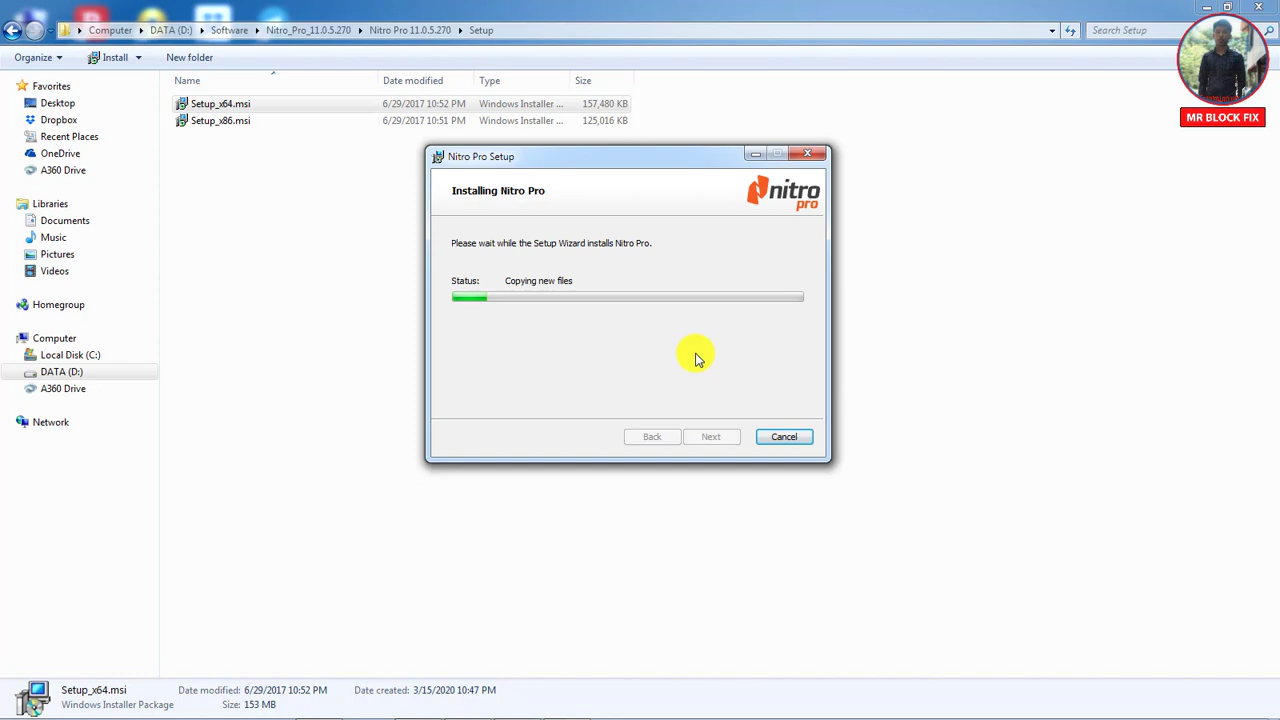 Computer DATA (D:) Software Nitro_Pro_11.0.5.270 Nitro Pro 11.0.5.270 Setup
Search Setup
Organize Install New folder
Name Date modified Type Size
Favorites
Desktop
Dropbox
Recent Places
OneDrive
A360 Drive
Libraries
Documents
Music
Pictures
Videos
Homegroup
Computer
Local Disk (C:)
DATA (D:)
A360 Drive
Network
Setup_x64.msi 6/29/2017 10:52 PM Windows Installer ... 157,480 KB
Setup_x86.msi 6/29/2017 10:51 PM Windows Installer ... 125,016 KB
MR BLOCK FIX
Nitro Pro Setup
Installing Nitro Pro
nitro
pro
Please wait while the Setup Wizard installs Nitro Pro.
Status: Copying new files
Back Next Cancel
Setup_x64.msi Date modified: 6/29/2017 10:52 PM Date created: 3/15/2020 10:47 PM
Windows Installer Package Size: 153 MB